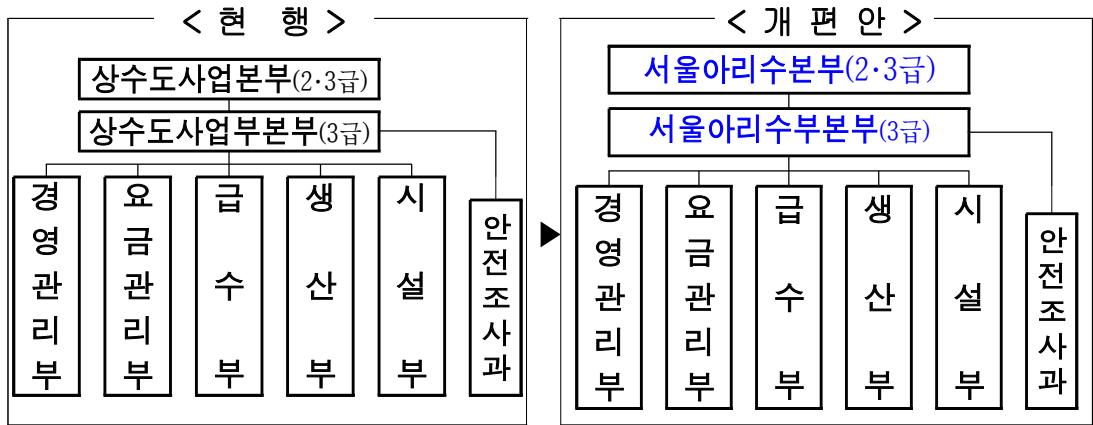 < 현 행 >
상수도사업본부(2·3급)
상수도사업부본부(3급)
경영관리부
요금관리부
급수부
생산부
시설부
안전조사과
▶
< 개 편 안 >
서울아리수본부(2·3급)
서울아리수부본부(3급)
경영관리부
요금관리부
급수부
생산부
시설부
안전조사과